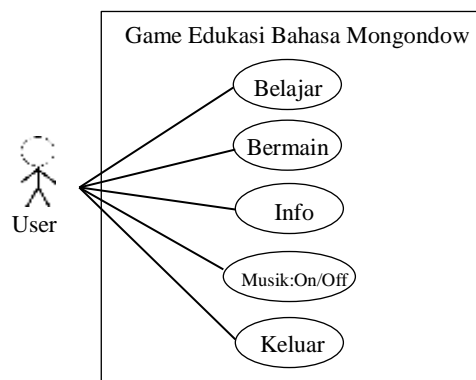 Game Edukasi Bahasa Mongondow
Belajar
Bermain
User
Info
Musik:On/Off
Keluar